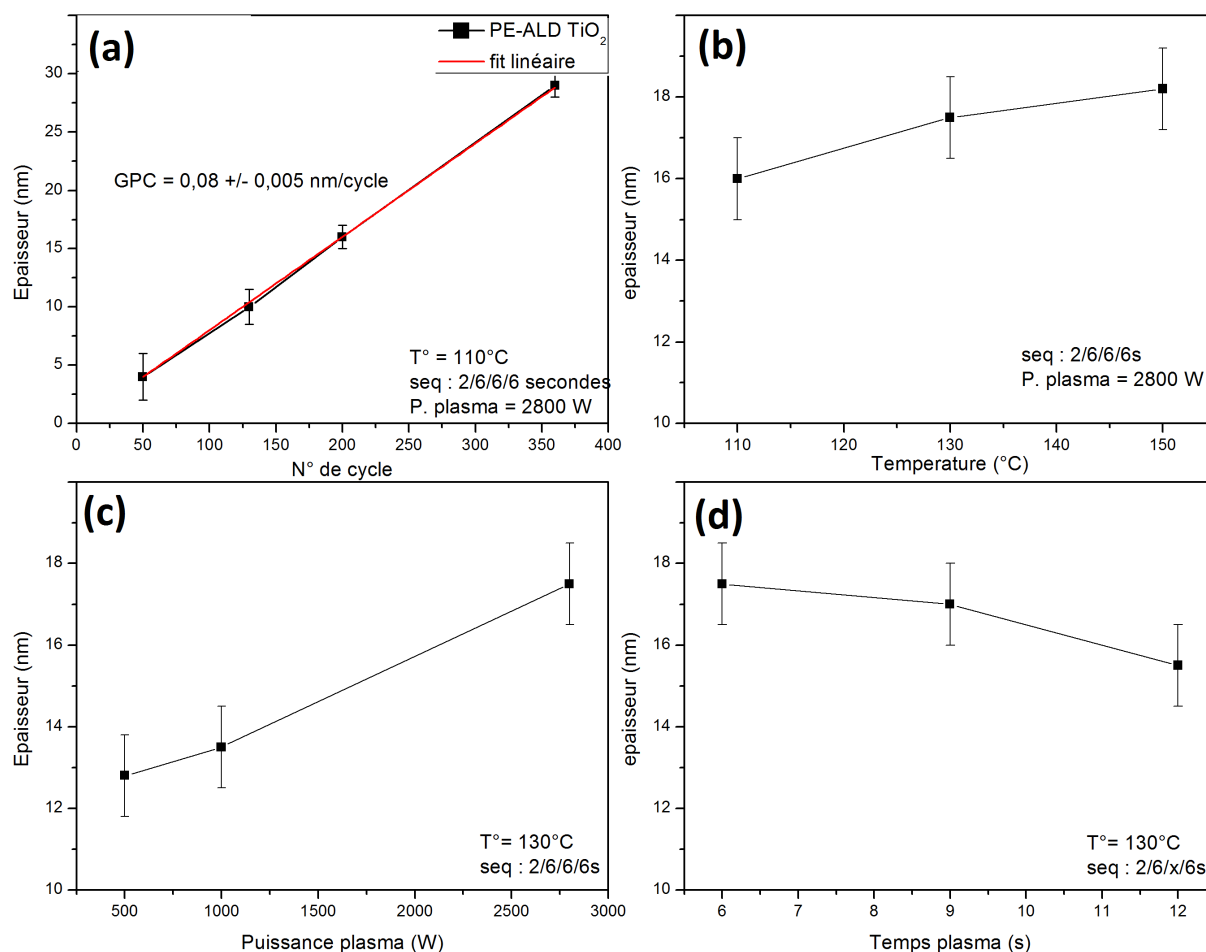 (a)
PE-ALD TiO₂
fit linéaire
GPC = 0,08 +/- 0,005 nm/cycle
T° = 110°C
seq : 2/6/6/6 secondes
P. plasma = 2800 W
Epaisseur (nm)
0
5
10
15
20
25
30
0 50 100 150 200 250 300 350 400
N° de cycle
(b)
seq : 2/6/6/6s
P. plasma = 2800 W
epaisseur (nm)
10
12
14
16
18
110 120 130 140 150
Temperature (°C)
(c)
T°= 130°C
seq : 2/6/6/6s
Epaisseur (nm)
10
12
14
16
18
500 1000 1500 2000 2500 3000
Puissance plasma (W)
(d)
T°= 130°C
seq : 2/6/x/6s
epaisseur (nm)
10
12
14
16
18
6 7 8 9 10 11 12
Temps plasma (s)